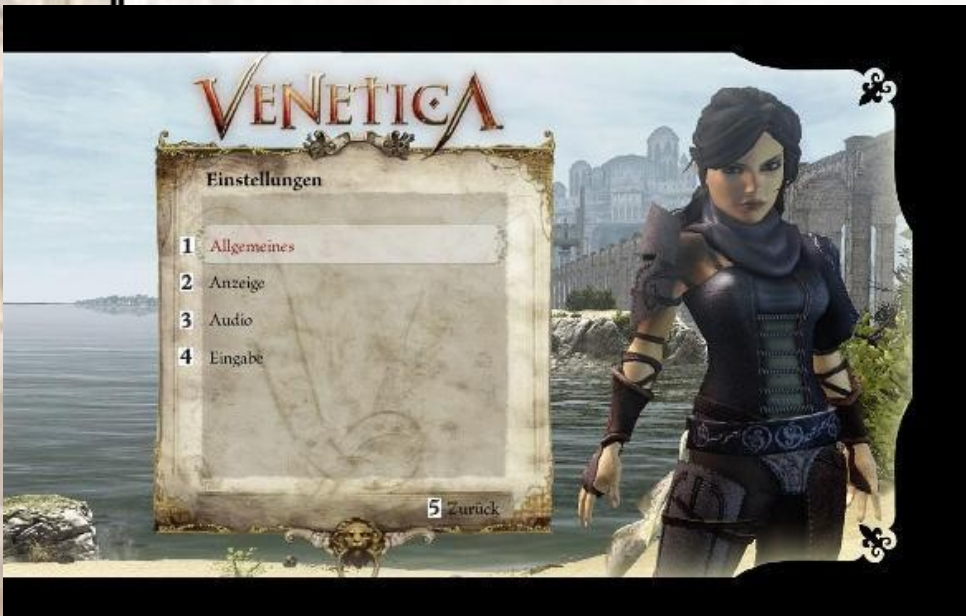 VENETICA
Einstellungen
1 Allgemeines
2 Anzeige
3 Audio
4 Eingabe
5 Zurück